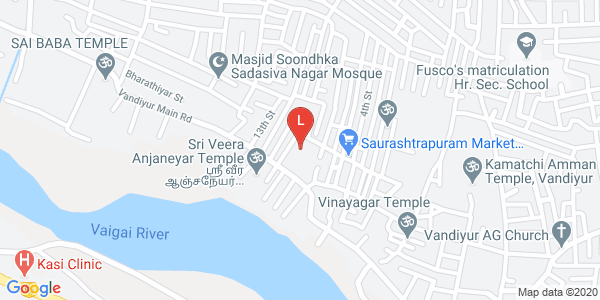 SAI BABA TEMPLE
Masjid Soondhka
Sadasiva Nagar Mosque
Fusco's matriculation
Hr. Sec. School
Bharathiyar St
Vandiyur Main Rd
13th St
4th St
L
Sri Veera
Anjaneyar Temple
ஸ்ரீ வீர
ஆஞ்சநேயர்...
Saurashtrapuram Market...
Kamatchi Amman
Temple, Vandiyur
Vinayagar Temple
Vaigai River
Vandiyur AG Church
H
Kasi Clinic
Google
Map data ©2020